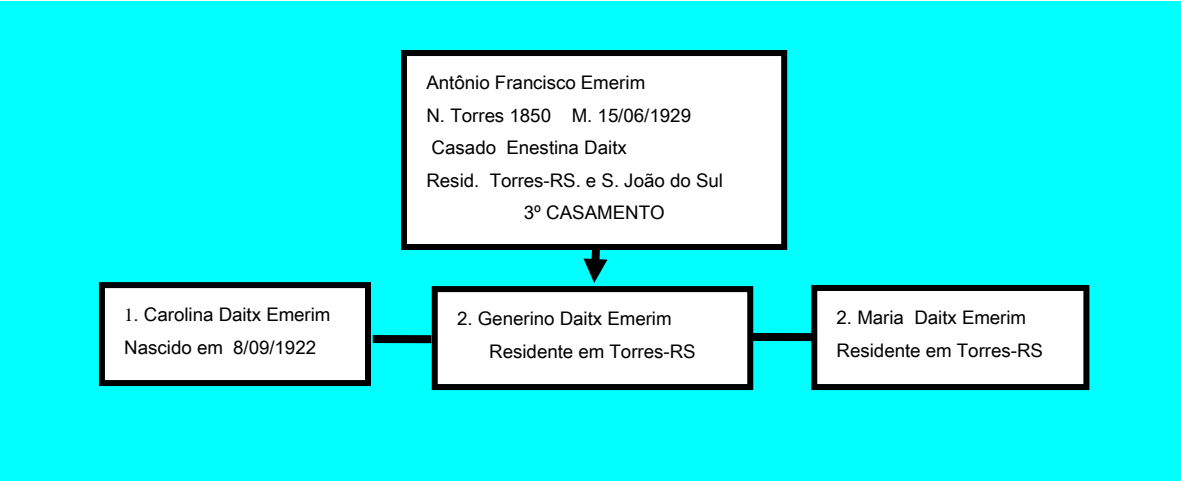 Antônio Francisco Emerim
N. Torres 1850 M. 15/06/1929
Casado Enestina Daitx
Resid. Torres-RS. e S. João do Sul
3º CASAMENTO
1. Carolina Daitx Emerim
Nascido em 8/09/1922
2. Generino Daitx Emerim
Residente em Torres-RS
2. Maria Daitx Emerim
Residente em Torres-RS